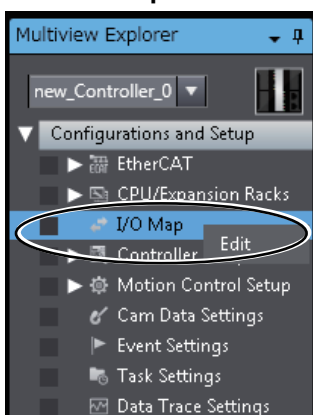 Multiview Explorer
new_Controller_0
Configurations and Setup
EtherCAT
CPU/Expansion Racks
I/O Map
Edit
Controller
Motion Control Setup
Cam Data Settings
Event Settings
Task Settings
Data Trace Settings